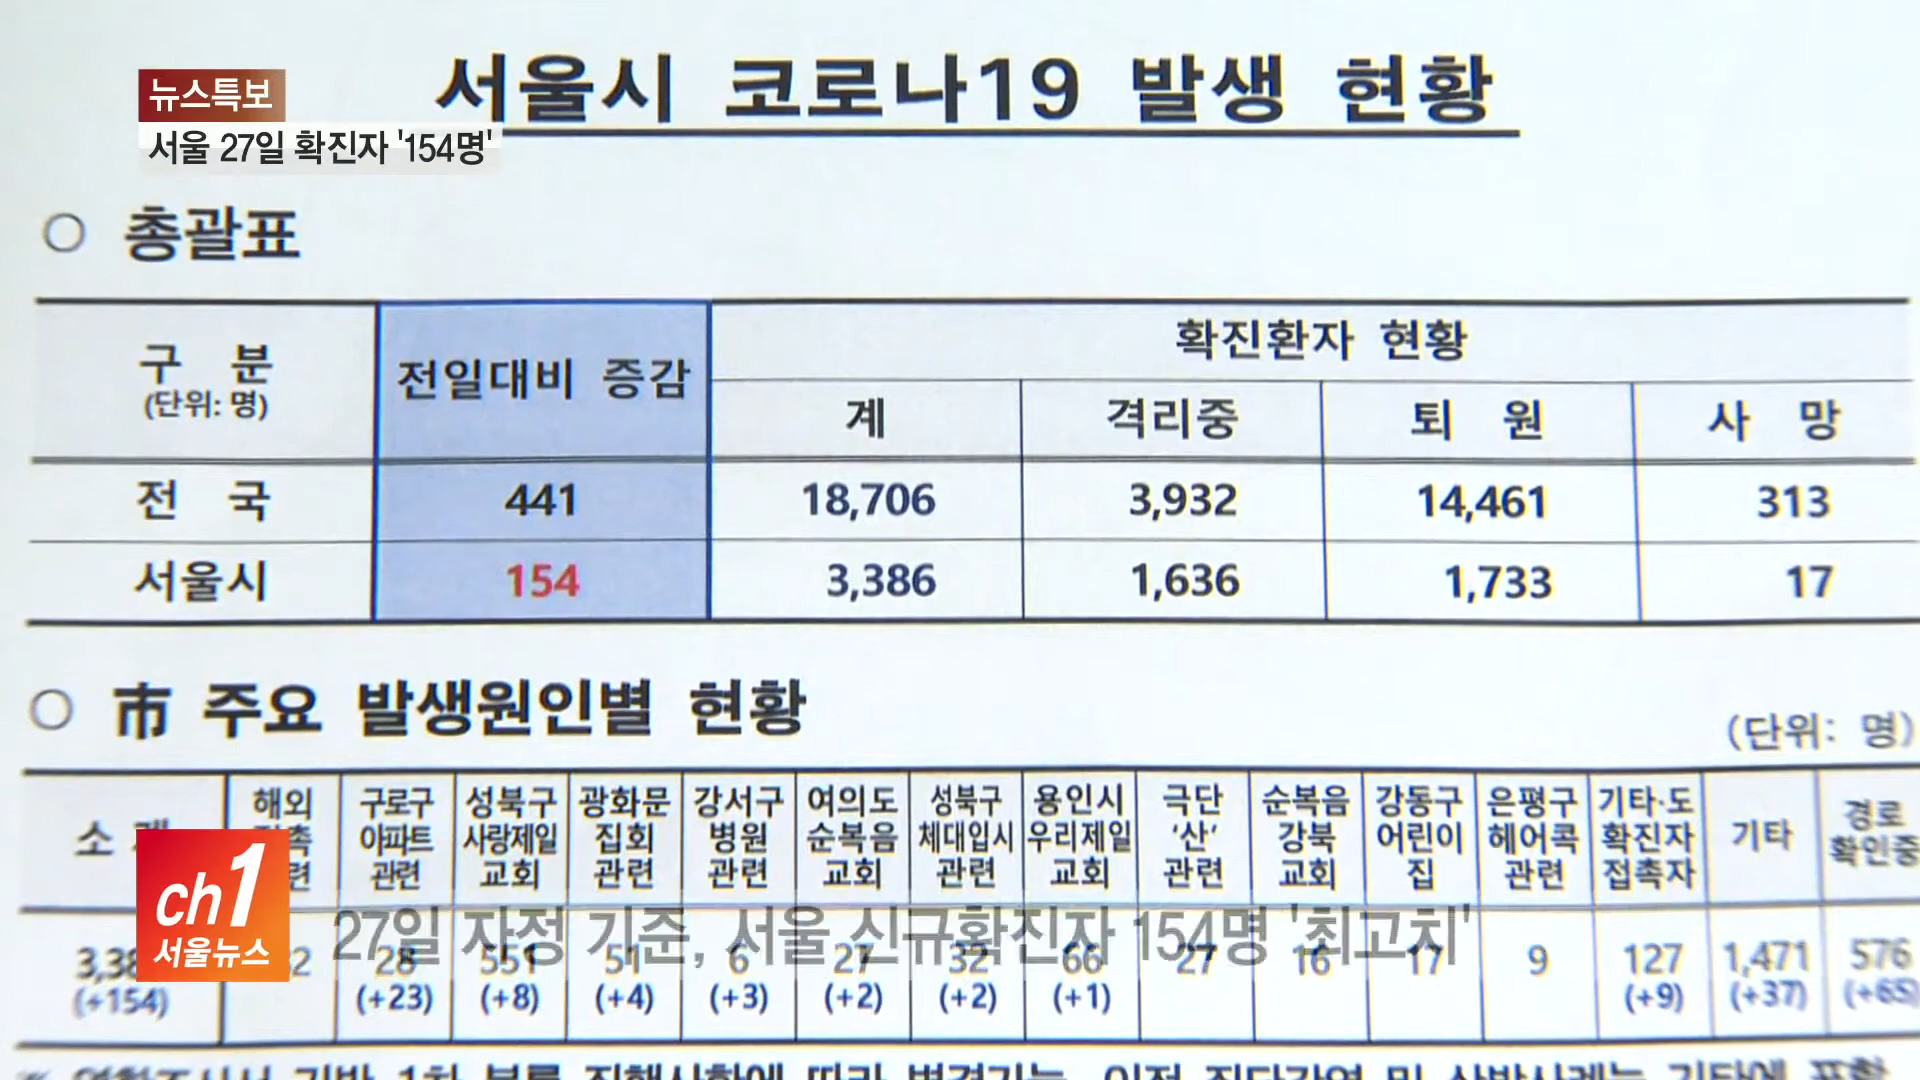 뉴스특보
서울 27일 확진자 '154명'
서울시 코로나19 발생 현황
○ 총괄표
구 분 전일대비 증감 확진환자 현황
(단위: 명)
계 격리중 퇴 원 사 망
전 국 441 18,706 3,932 14,461 313
서울시 154 3,386 1,636 1,733 17
○ 市 주요 발생원인별 현황
(단위: 명)
해외 구로구 성북구 광화문 강서구 여의도 성북구 용인시 극단 순복음 강동구 은평구 기타·도 경로
소 아파트 사랑제일 집회 병원 순복음 체대입시 우리제일 '산' 강북 어린이 헤어콕 확진자 기타 확인중
관련 교회 관련 관련 교회 관련 교회 관련 교회 집 관련 접촉자
28 551 51 6 27 32 66 27 16 17 9 127 1,471 576
(+154) (+23) (+8) (+4) (+3) (+2) (+2) (+1) (+9) (+37) (+65)
27일 자정 기준, 서울 신규확진자 154명 '최고치'
ch1
서울뉴스